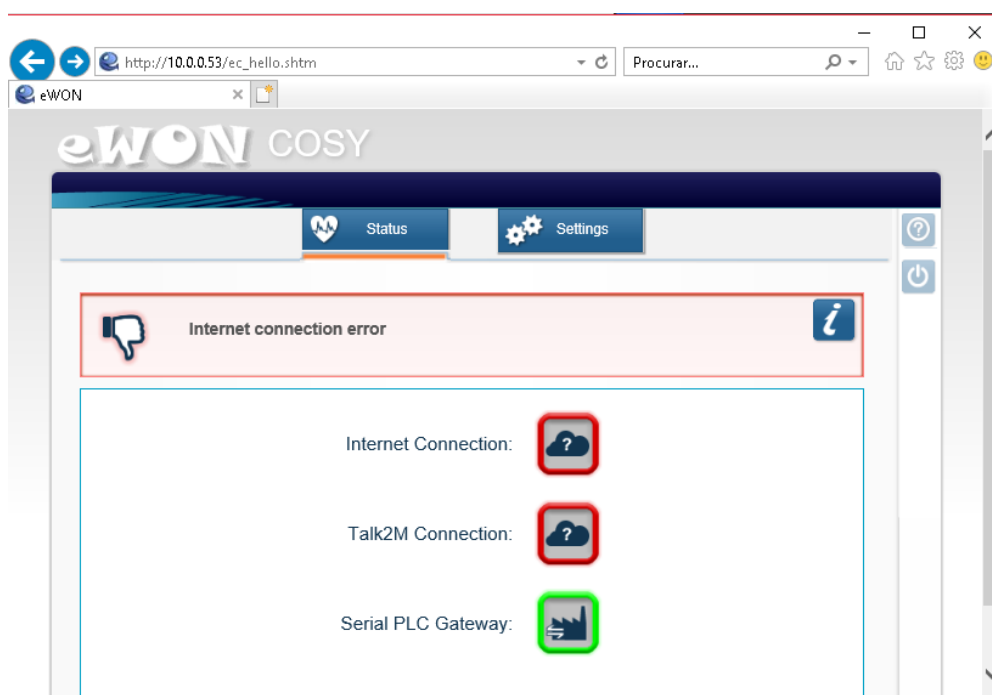 http://10.0.0.53/ec_hello.shtm
Procurar...
eWON
eWON COSY
Status
Settings
Internet connection error
i
Internet Connection:
?
Talk2M Connection:
?
Serial PLC Gateway: